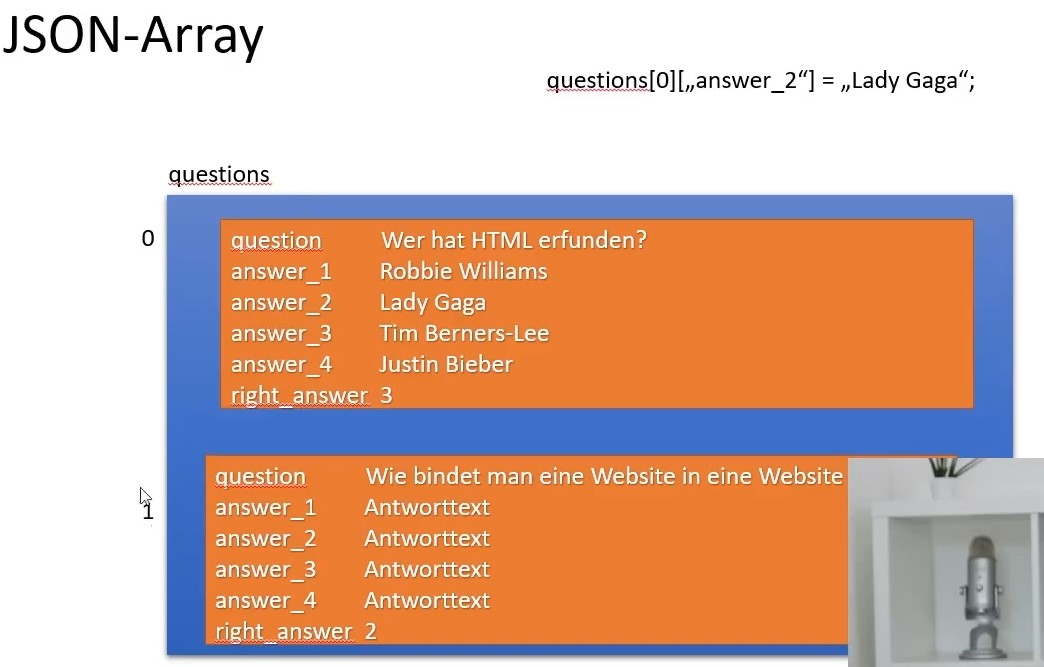 JSON-Array
questions[0][„answer_2“] = „Lady Gaga“;
questions
0
question Wer hat HTML erfunden?
answer_1 Robbie Williams
answer_2 Lady Gaga
answer_3 Tim Berners-Lee
answer_4 Justin Bieber
right_answer 3
1
question Wie bindet man eine Website in eine Website
answer_1 Antworttext
answer_2 Antworttext
answer_3 Antworttext
answer_4 Antworttext
right_answer 2